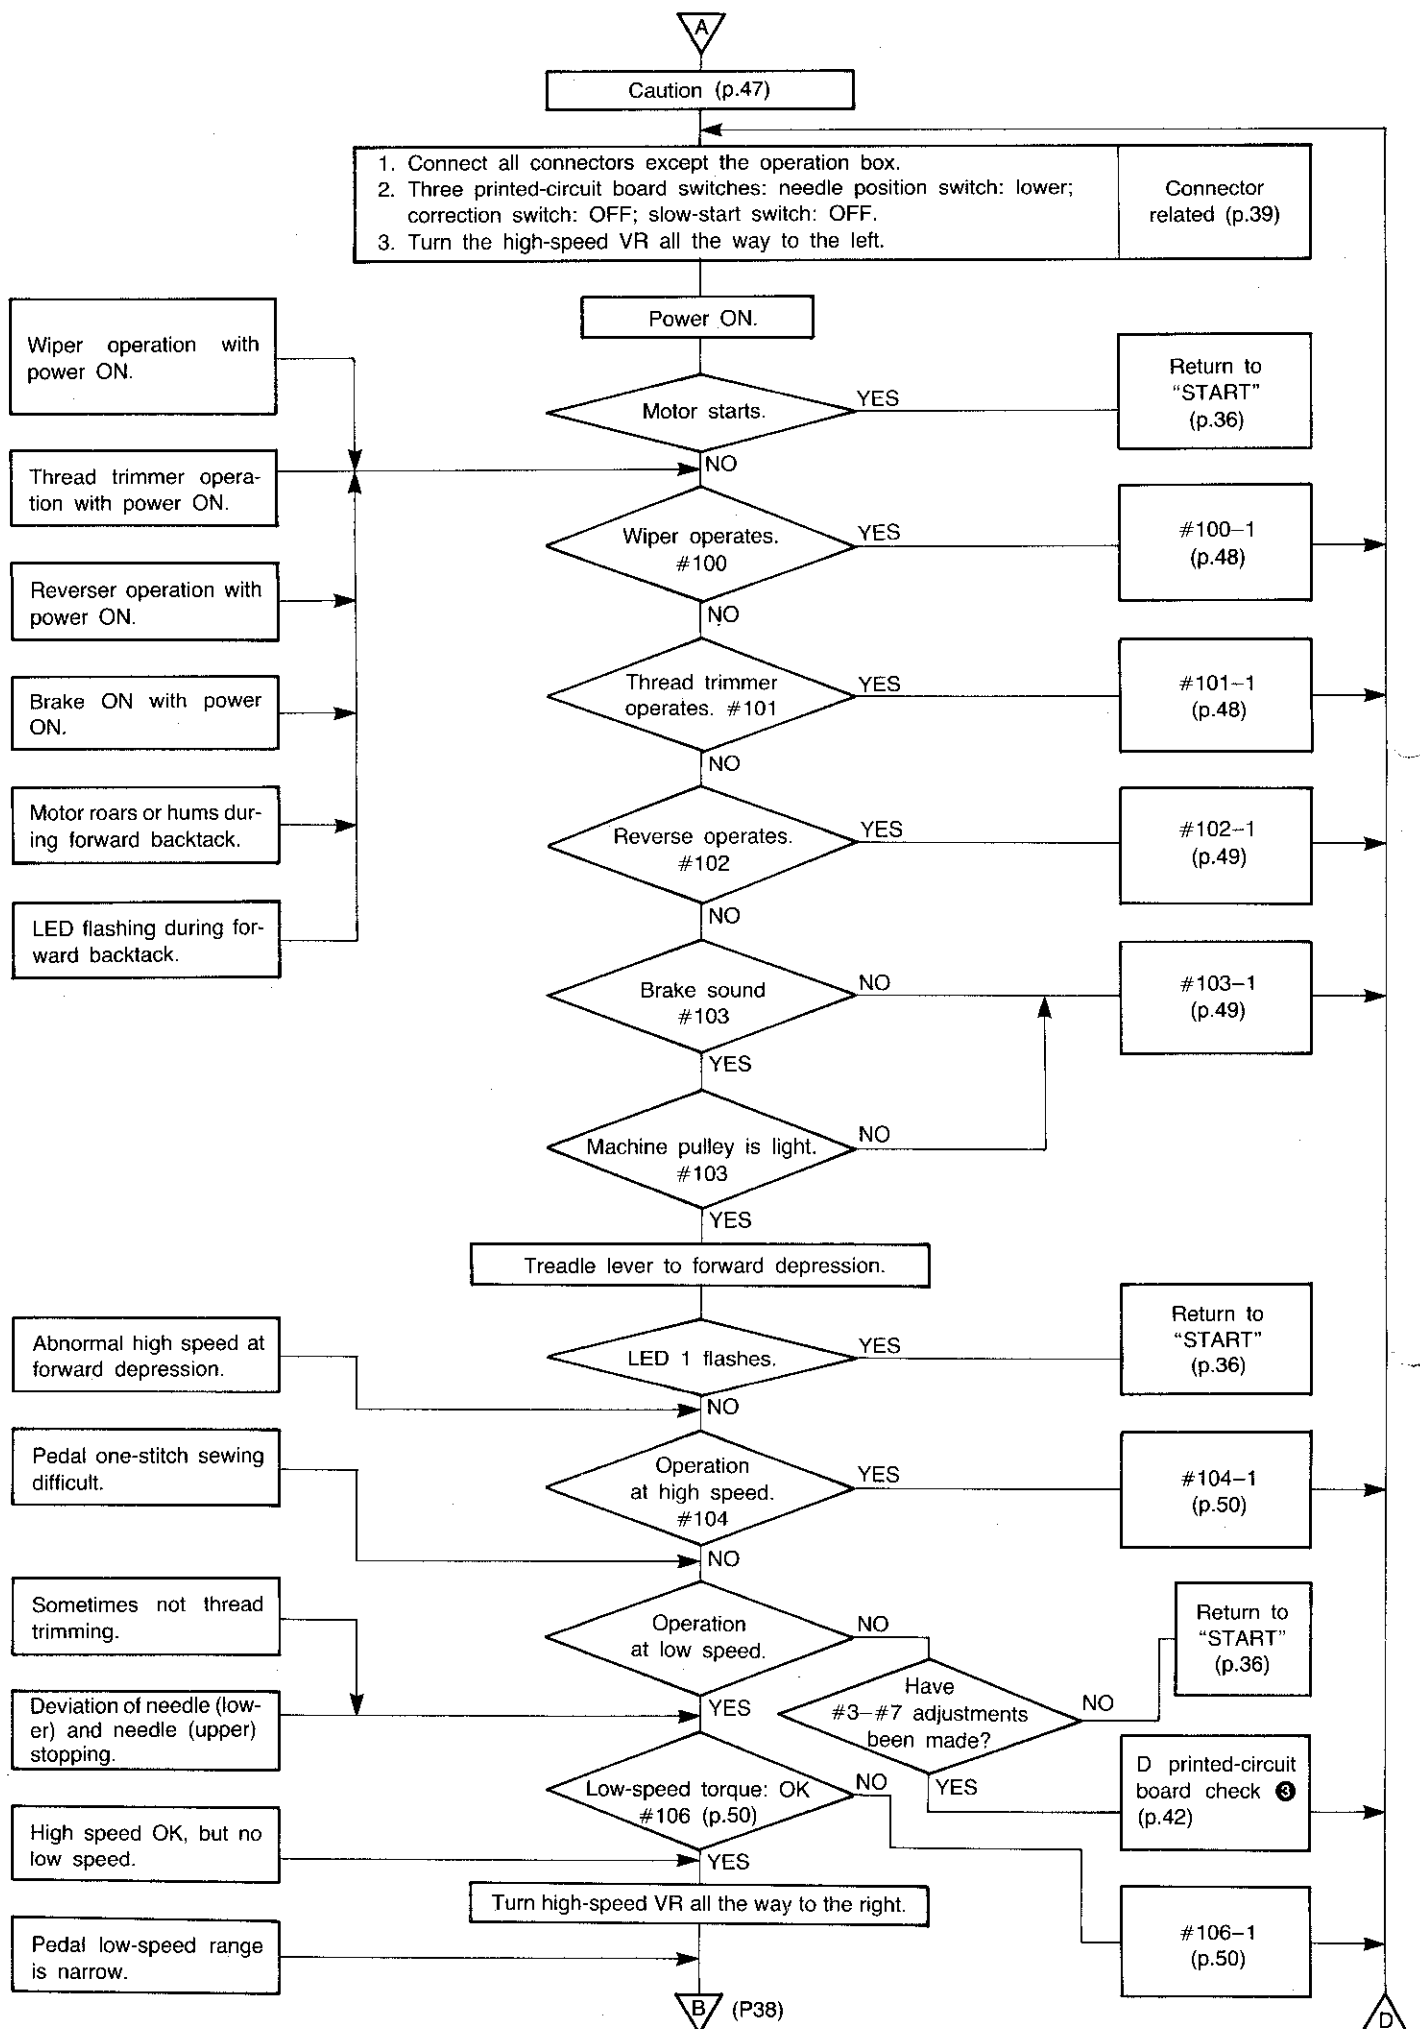 A
Caution (p.47)
1. Connect all connectors except the operation box.
2. Three printed-circuit board switches: needle position switch: lower;
correction switch: OFF; slow-start switch: OFF.
3. Turn the high-speed VR all the way to the left.
Connector
related (p.39)
Power ON.
Wiper operation with
power ON.
Motor starts.
YES
Return to
“START”
(p.36)
NO
Thread trimmer opera-
tion with power ON.
Wiper operates.
#100
YES
#100–1
(p.48)
NO
Reverser operation with
power ON.
Thread trimmer
operates. #101
YES
#101–1
(p.48)
NO
Brake ON with power
ON.
Motor roars or hums dur-
ing forward backtack.
Reverse operates.
#102
YES
#102–1
(p.49)
NO
LED flashing during for-
ward backtack.
Brake sound
#103
NO
#103–1
(p.49)
YES
Machine pulley is light.
#103
NO
YES
Treadle lever to forward depression.
Abnormal high speed at
forward depression.
LED 1 flashes.
YES
Return to
“START”
(p.36)
NO
Pedal one-stitch sewing
difficult.
Operation
at high speed.
#104
YES
#104–1
(p.50)
NO
Sometimes not thread
trimming.
Operation
at low speed.
NO
Return to
“START”
(p.36)
YES
Have
#3–#7 adjustments
been made?
NO
YES
Deviation of needle (low-
er) and needle (upper)
stopping.
D printed-circuit
board check ❸
(p.42)
Low-speed torque: OK
#106 (p.50)
NO
YES
High speed OK, but no
low speed.
Turn high-speed VR all the way to the right.
#106–1
(p.50)
Pedal low-speed range
is narrow.
B
(P38)
D